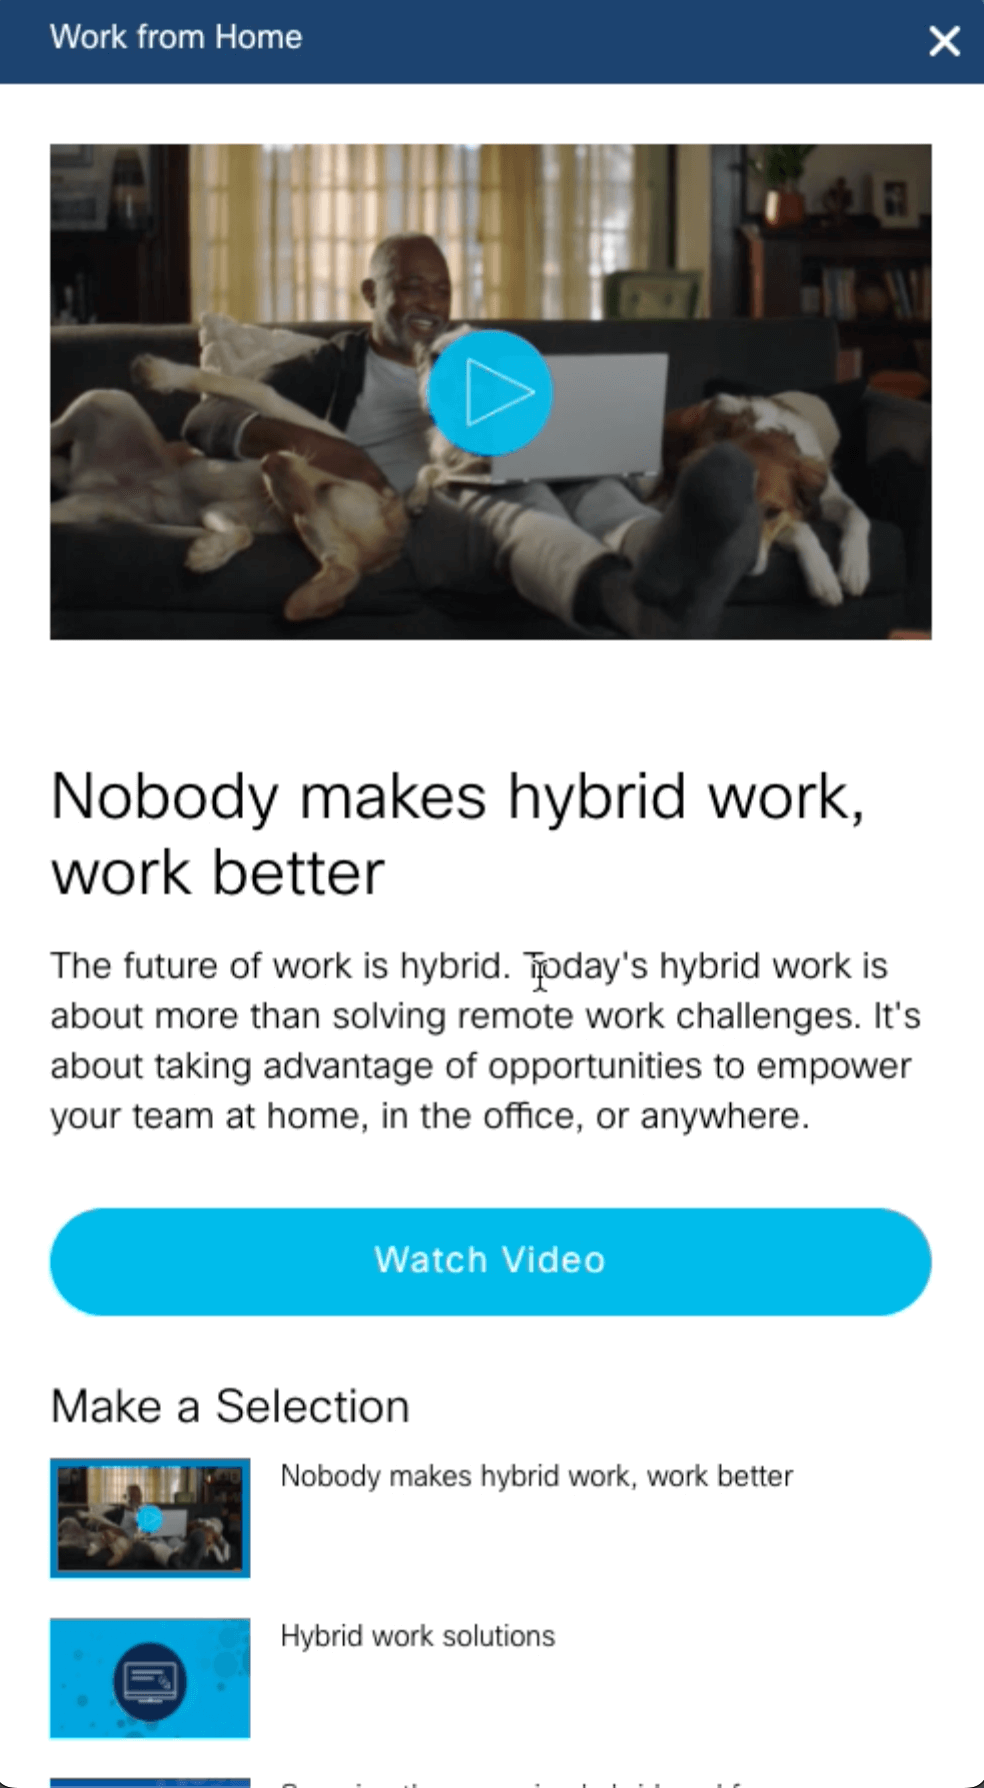 Work from Home
Nobody makes hybrid work,
work better
The future of work is hybrid. Today's hybrid work is
about more than solving remote work challenges. It's
about taking advantage of opportunities to empower
your team at home, in the office, or anywhere.
Watch Video
Make a Selection
Nobody makes hybrid work, work better
Hybrid work solutions